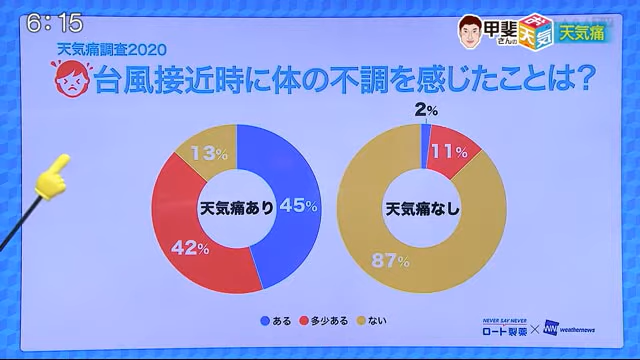 6:15
甲斐さんの
お天気
天気痛
天気痛調査2020
台風接近時に体の不調を感じたことは?
2%
13%
11%
天気痛あり
45%
天気痛なし
42%
87%
ある 多少ある ない
NEVER SAY NEVER
ロート製薬 × WN weathernews